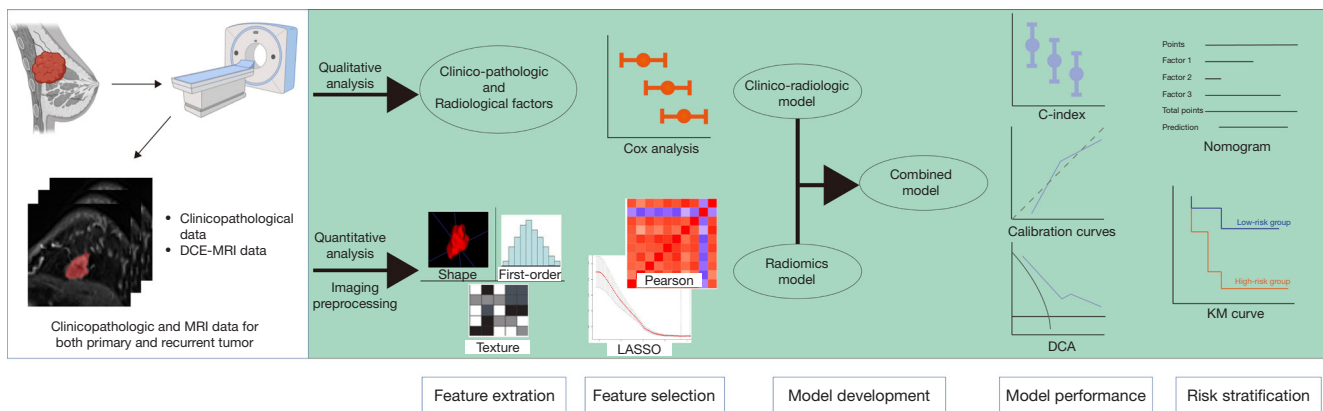 • Clinicopathological
data
• DCE-MRI data
Clinicopathologic and MRI data for
both primary and recurrent tumor
Qualitative
analysis
Clinico-pathologic
and
Radiological factors
Cox analysis
Quantitative
analysis
Imaging
preprocessing
Shape
First-order
Texture
Pearson
LASSO
Clinico-radiologic
model
Combined
model
Radiomics
model
C-index
Calibration curves
DCA
Points
Factor 1
Factor 2
Factor 3
Total points
Prediction
Nomogram
Low-risk group
High-risk group
KM curve
Feature extration
Feature selection
Model development
Model performance
Risk stratification